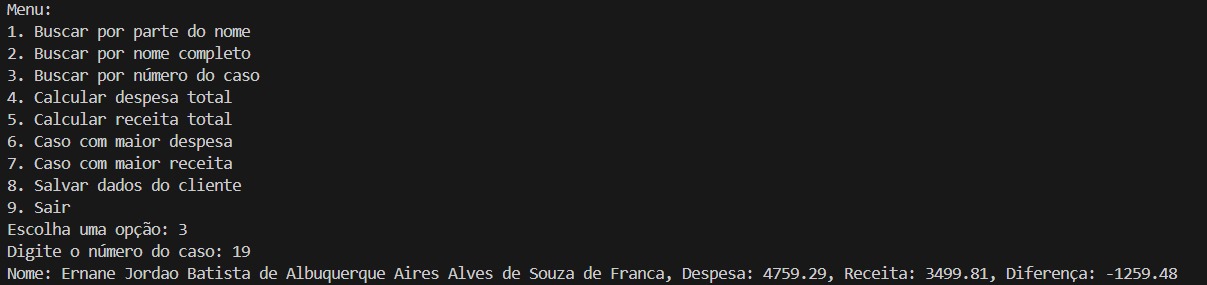 Menu:
1. Buscar por parte do nome
2. Buscar por nome completo
3. Buscar por número do caso
4. Calcular despesa total
5. Calcular receita total
6. Caso com maior despesa
7. Caso com maior receita
8. Salvar dados do cliente
9. Sair
Escolha uma opção: 3
Digite o número do caso: 19
Nome: Ernane Jordao Batista de Albuquerque Aires Alves de Souza de Franca, Despesa: 4759.29, Receita: 3499.81, Diferença: -1259.48